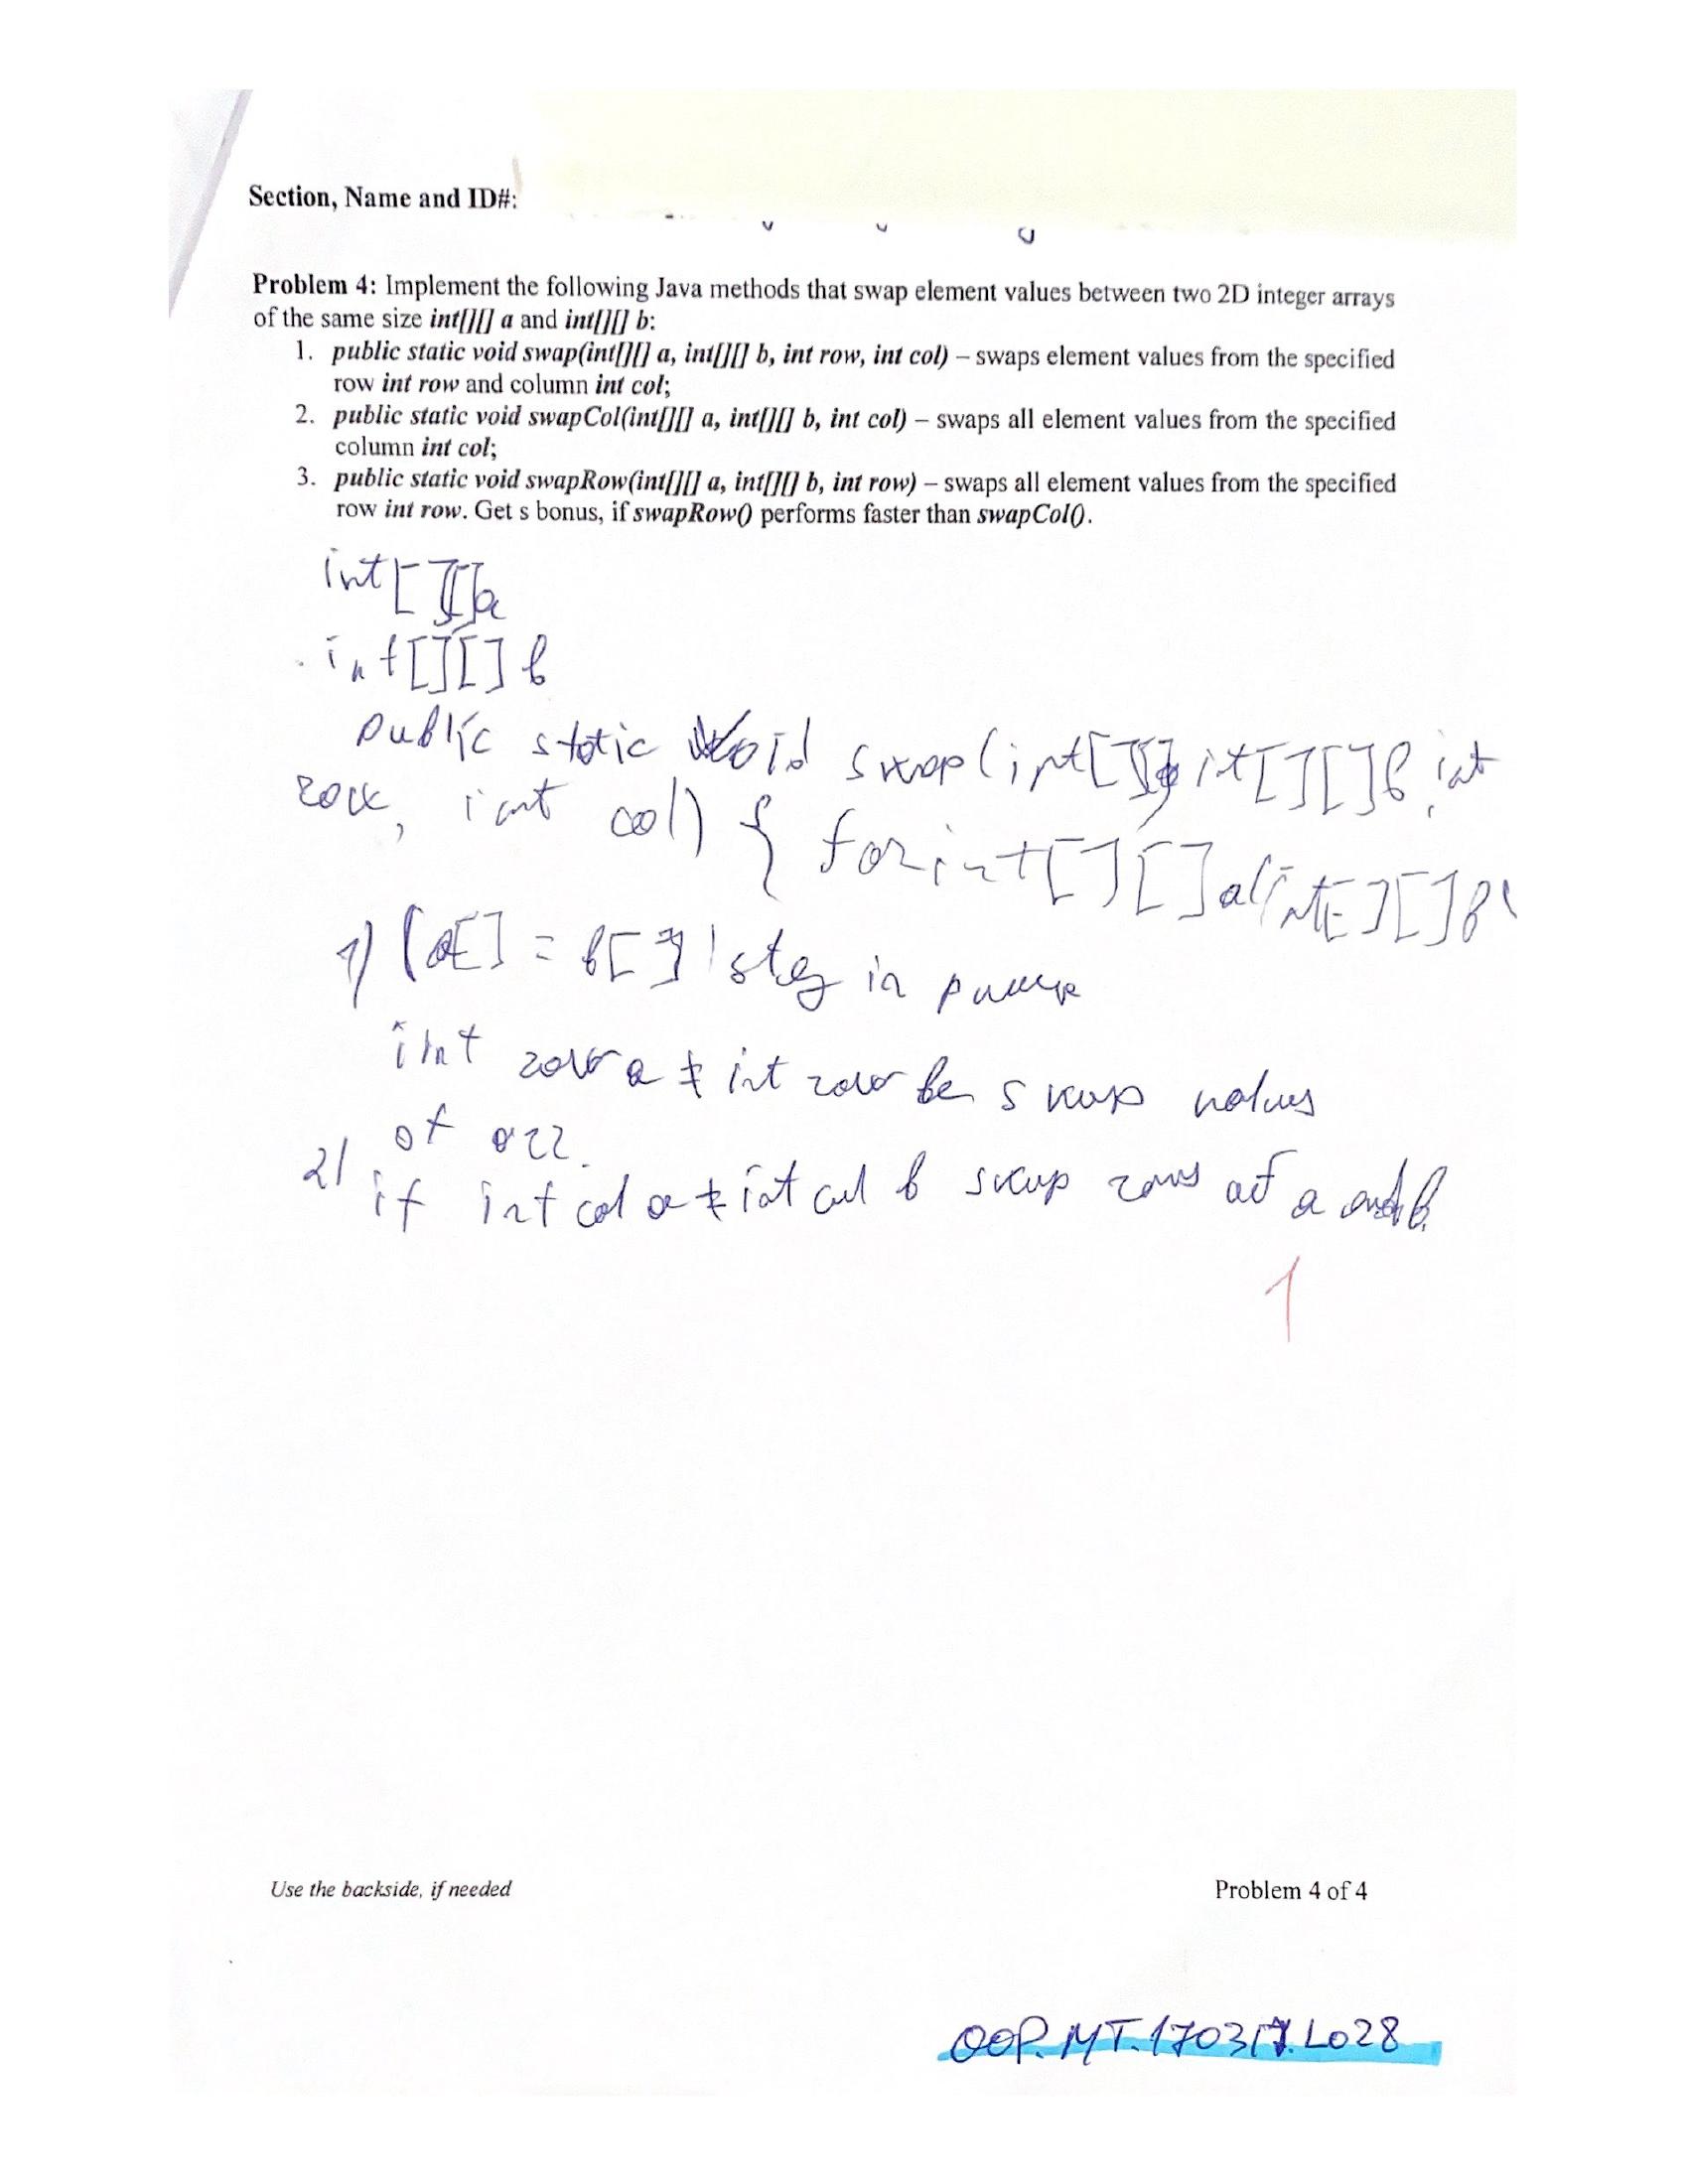 Section, Name and ID#:
Problem 4: Implement the following Java methods that swap element values between two 2D integer arrays
of the same size int[][] a and int[][] b:
1. public static void swap(int[][] a, int[][] b, int row, int col) – swaps element values from the specified
row int row and column int col;
2. public static void swapCol(int[][] a, int[][] b, int col) – swaps all element values from the specified
column int col;
3. public static void swapRow(int[][] a, int[][] b, int row) – swaps all element values from the specified
row int row. Get s bonus, if swapRow() performs faster than swapCol().
int[][]a
int[][] b
public static void swap(int[][] it[][]b, int
row, int col) { for int[][]a(int[][]b(
1) (a[] = b[] stay in
int row a ≠ int row b swap values
of arr.
2) if int col a ≠ int col b swap rows of a and b.
1
Use the backside, if needed
Problem 4 of 4
OOP.MT.170317.L028